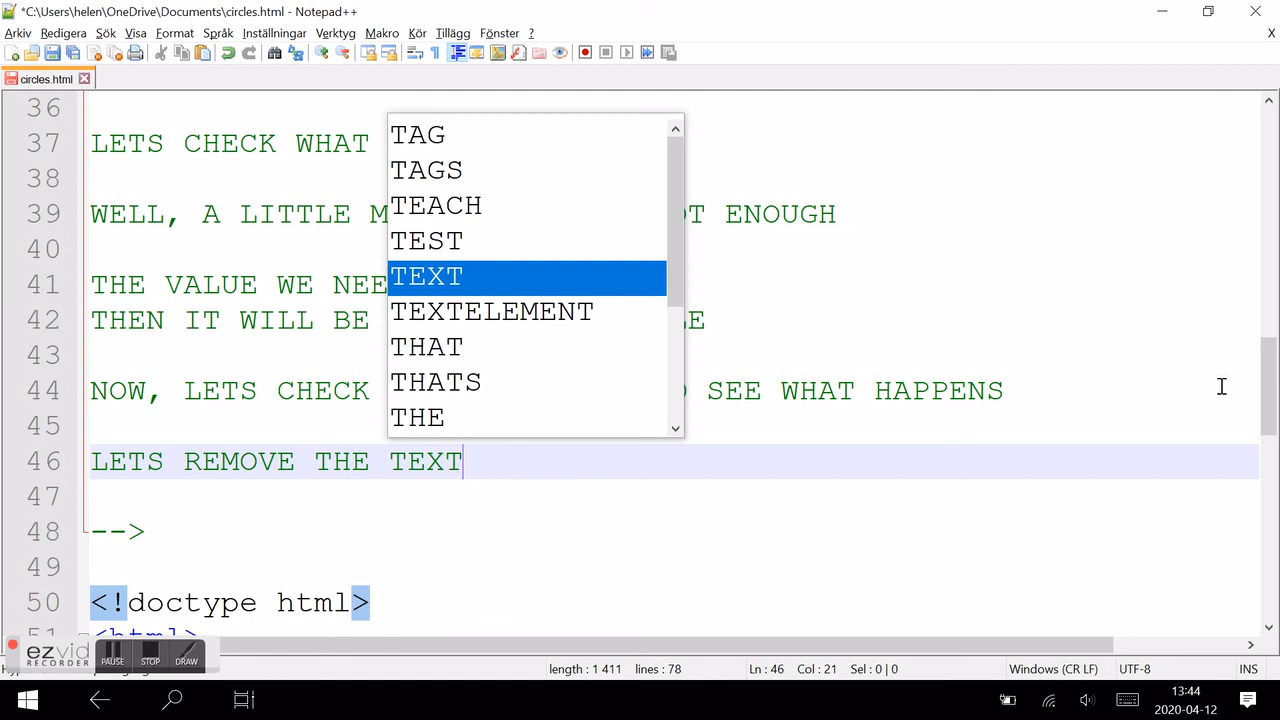 *C:\Users\helen\OneDrive\Documents\circles.html - Notepad++
Arkiv Redigera Sök Visa Format Språk Inställningar Verktyg Makro Kör Tillägg Fönster ? X
circles.html
36
37 LETS CHECK WHAT
38
39 WELL, A LITTLE M OT ENOUGH
40
41 THE VALUE WE NEE
42 THEN IT WILL BE LE
43
44 NOW, LETS CHECK O SEE WHAT HAPPENS
45
46 LETS REMOVE THE TEXT
47
48 -->
49
50 <!doctype html>
51 <html>
TAG
TAGS
TEACH
TEST
TEXT
TEXTELEMENT
THAT
THATS
THE
ezvid
RECORDER
PAUSE STOP DRAW
length : 1 411 lines : 78 Ln : 46 Col : 21 Sel : 0 | 0 Windows (CR LF) UTF-8 INS
13:44
2020-04-12